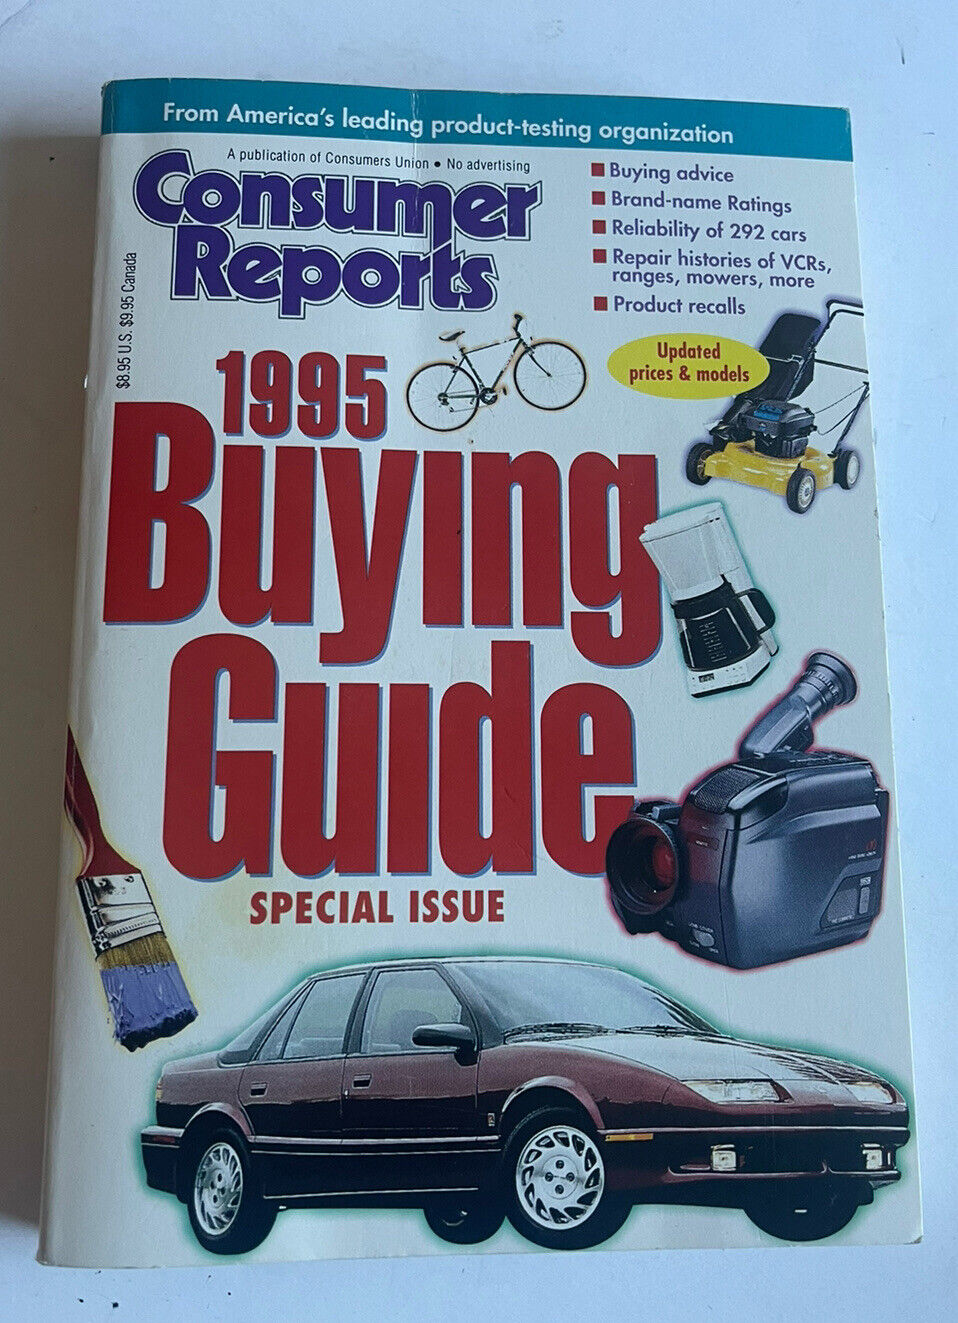 From America's leading product-testing organization
A publication of Consumers Union • No advertising
Consumer
Reports
■ Buying advice
■ Brand-name Ratings
■ Reliability of 292 cars
■ Repair histories of VCRs,
ranges, mowers, more
■ Product recalls
$8.95 U.S. $9.95 Canada
Updated
prices & models
1995
Buying
Guide
SPECIAL ISSUE